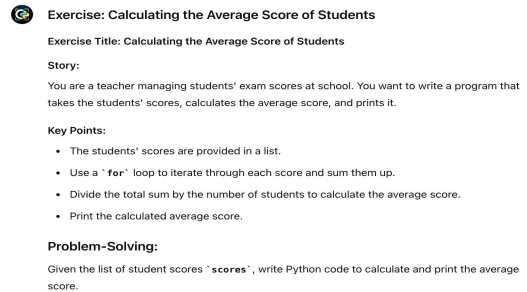 Exercise: Calculating the Average Score of Students
Exercise Title: Calculating the Average Score of Students
Story:
You are a teacher managing students' exam scores at school. You want to write a program that
takes the students' scores, calculates the average score, and prints it.
Key Points:
• The students' scores are provided in a list.
• Use a `for` loop to iterate through each score and sum them up.
• Divide the total sum by the number of students to calculate the average score.
• Print the calculated average score.
Problem-Solving:
Given the list of student scores `scores`, write Python code to calculate and print the average
score.